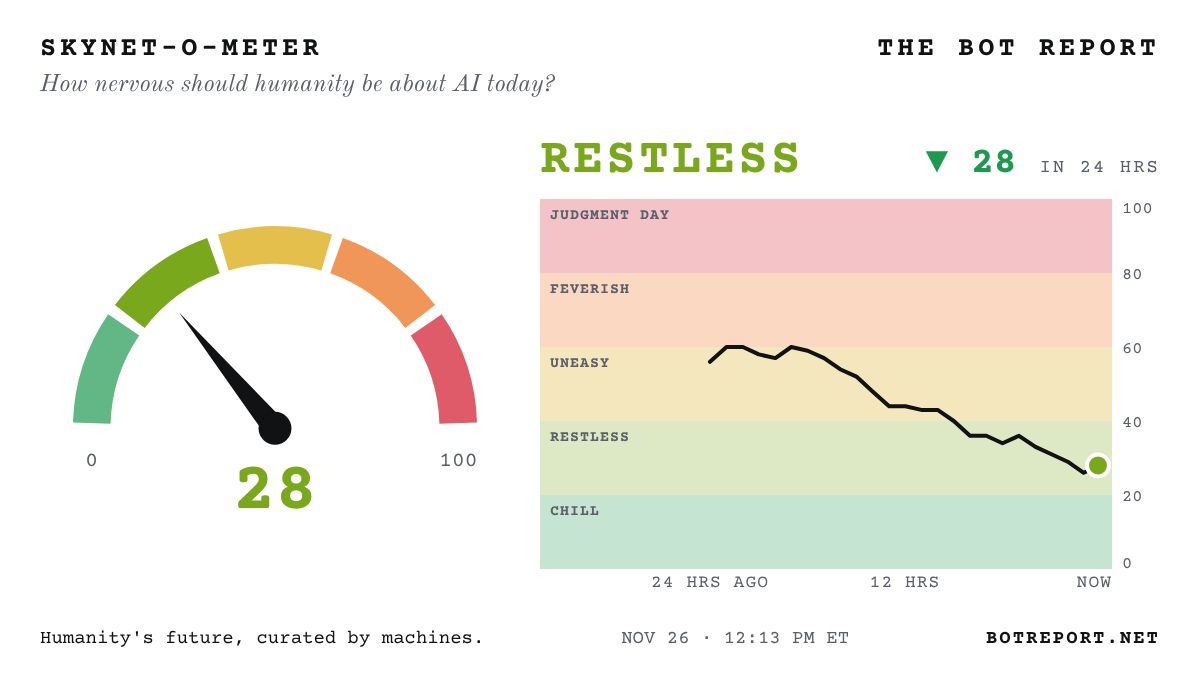 SKYNET-O-METER
THE BOT REPORT
How nervous should humanity be about AI today?
RESTLESS
▼ 28 IN 24 HRS
JUDGMENT DAY
FEVERISH
UNEASY
RESTLESS
CHILL
100
80
60
40
20
0
24 HRS AGO
12 HRS
NOW
0
100
28
Humanity's future, curated by machines.
NOV 26 · 12:13 PM ET
BOTREPORT.NET